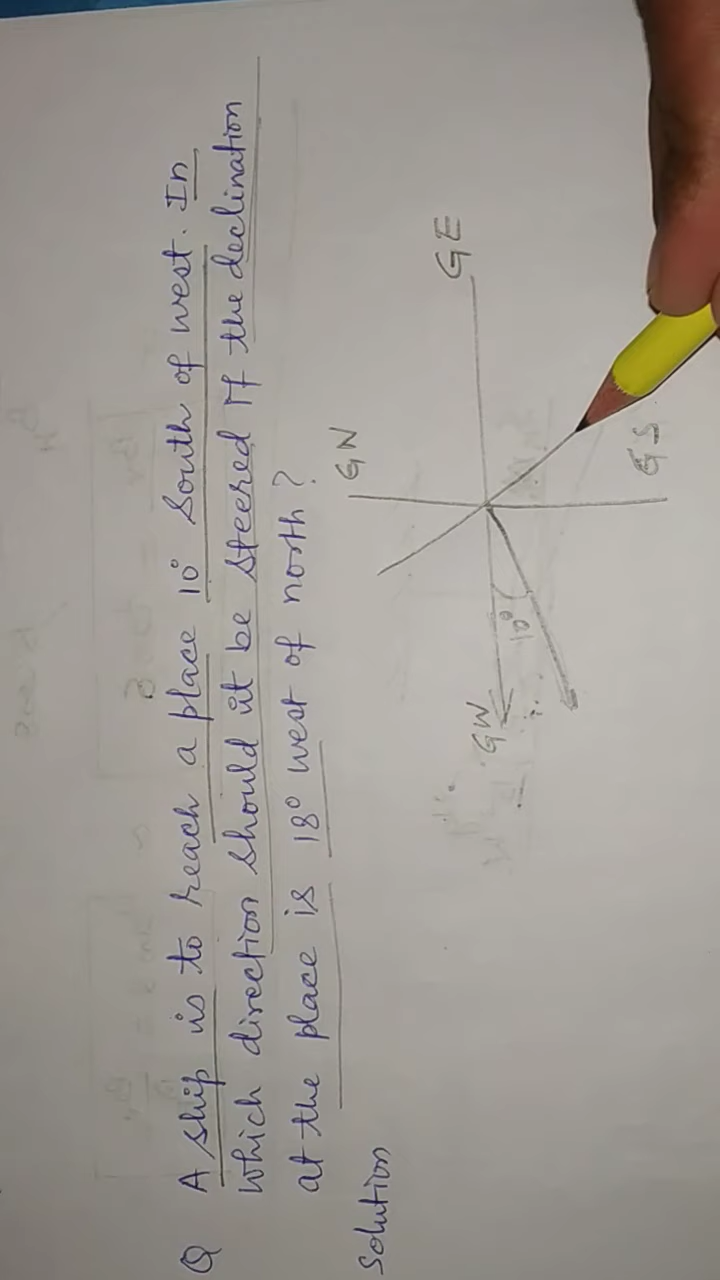 Q A ship is to reach a place 10° South of west. In
which direction should it be steered if the declination
at the place is 18° west of north?
Solution
GN
GW
GE
10°
GS